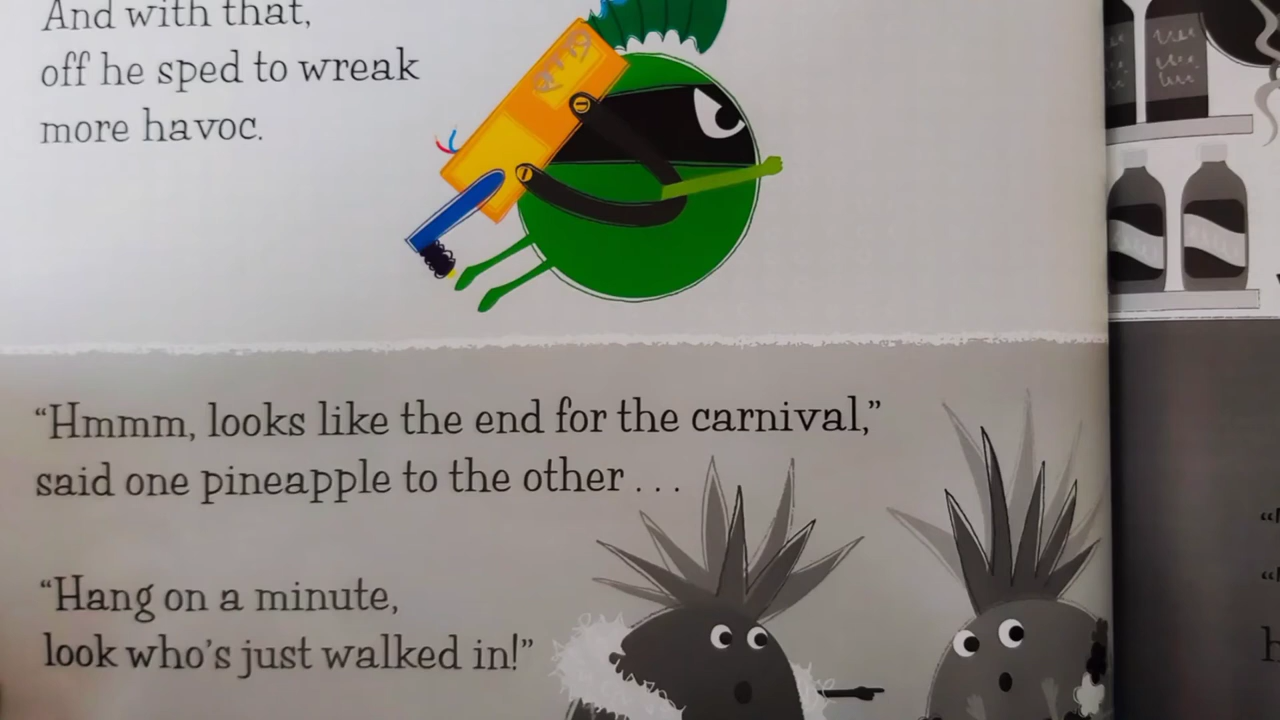 And with that,
off he sped to wreak
more havoc.
“Hmmm, looks like the end for the carnival,”
said one pineapple to the other . . .
“Hang on a minute,
look who’s just walked in!”